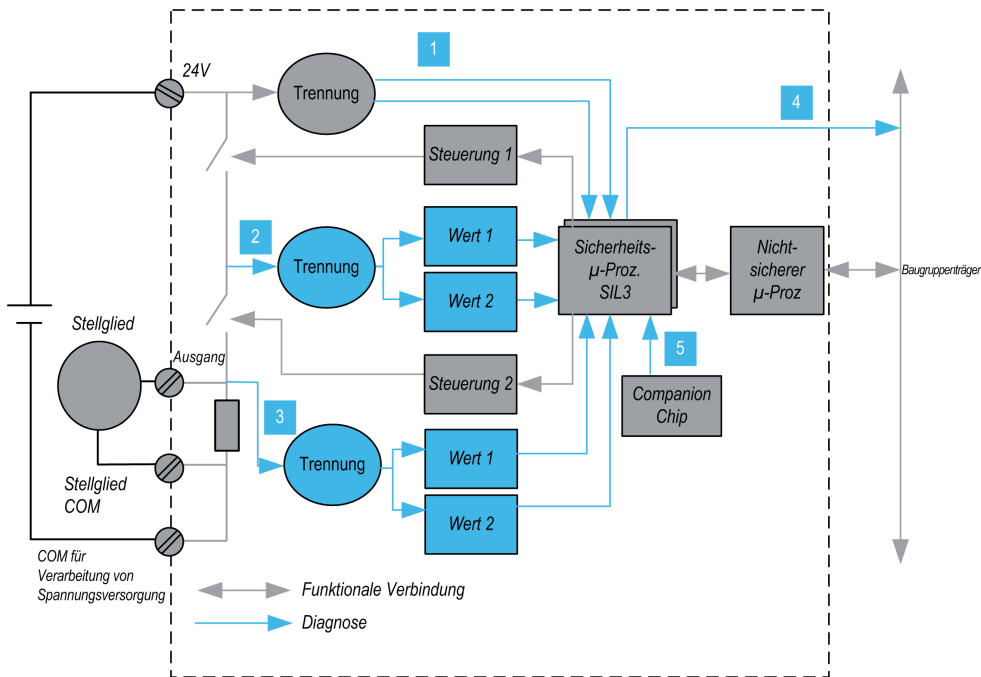 1
24V
Trennung
4
Steuerung 1
2
Wert 1
Trennung
Wert 2
Sicherheits-
µ-Proz.
SIL3
Nicht-
sicherer
µ-Proz
Baugruppenträger
Stellglied
Ausgang
Steuerung 2
5
Companion
Chip
3
Wert 1
Trennung
Wert 2
Stellglied
COM
COM für
Verarbeitung von
Spannungsversorgung
Funktionale Verbindung
Diagnose